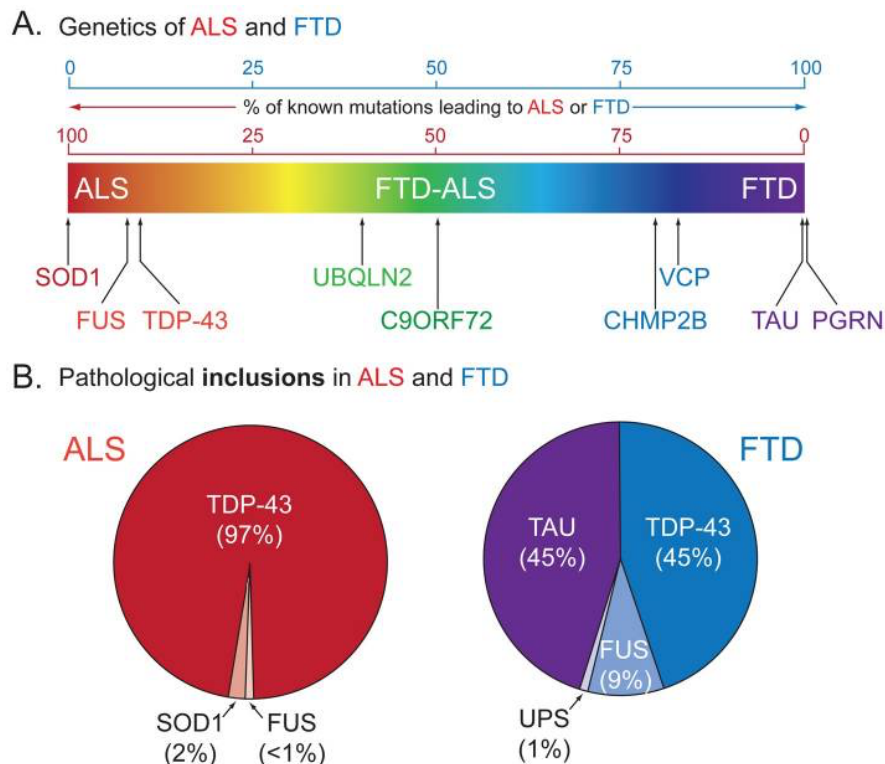 A. Genetics of ALS and FTD
0 25 50 75 100
% of known mutations leading to ALS or FTD
100 25 50 75 0
ALS FTD-ALS FTD
SOD1 UBQLN2 VCP
FUS TDP-43 C9ORF72 CHMP2B TAU PGRN
B. Pathological inclusions in ALS and FTD
ALS FTD
TDP-43 TAU TDP-43
(97%) (45%) (45%)
FUS
(9%)
SOD1 FUS UPS
(2%) (<1%) (1%)